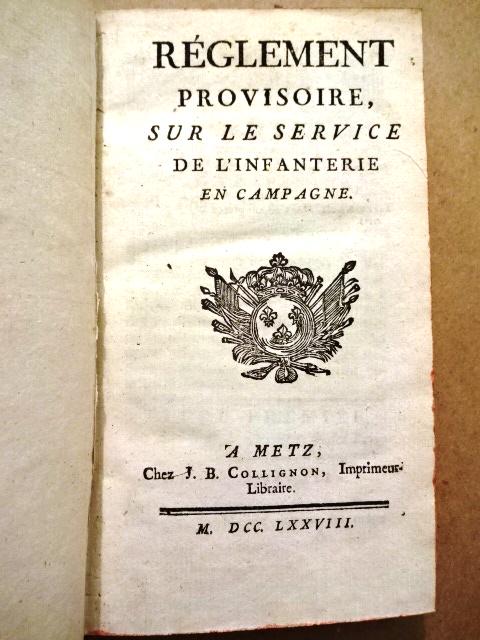 RÉGLEMENT
PROVISOIRE,
SUR LE SERVICE
DE L'INFANTERIE
EN CAMPAGNE.
A METZ,
Chez J. B. COLLIGNON, Imprimeur-
Libraire.
M. DCC. LXXVIII.